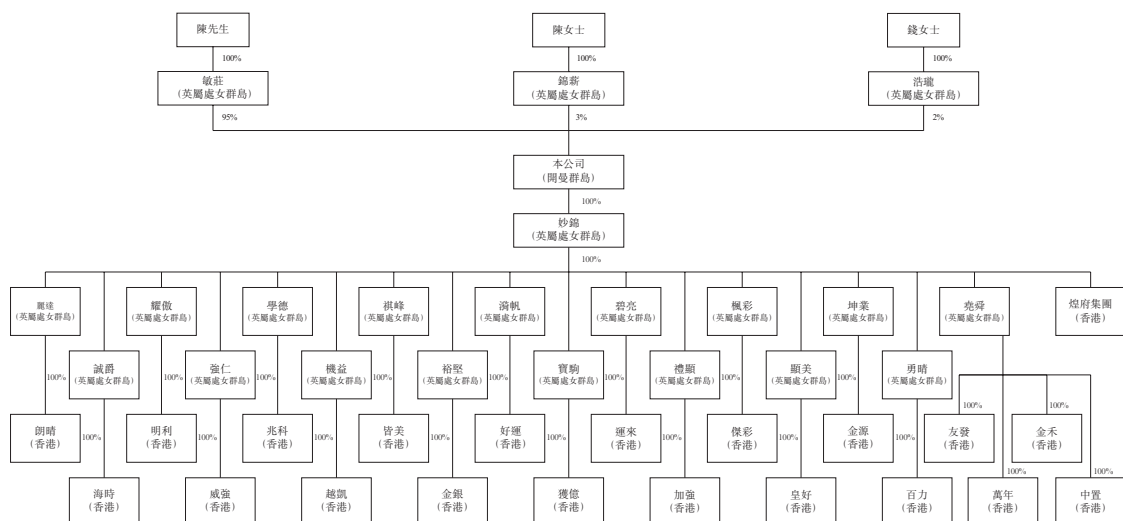 陳先生 陳女士 錢女士
100% 100% 100%
敏莊 錦薪 浩瓏
(英屬處女群島) (英屬處女群島) (英屬處女群島)
95% 3% 2%
本公司
(開曼群島)
100%
妙錦
(英屬處女群島)
100%
麗達 耀傲 學德 祺峰 漪帆 碧亮 楓彩 坤業 堯舜 煌府集團
(英屬處女群島) (英屬處女群島) (英屬處女群島) (英屬處女群島) (英屬處女群島) (英屬處女群島) (英屬處女群島) (英屬處女群島) (英屬處女群島) (香港)
誠爵 強仁 機益 裕堅 寶駒 禮顯 顯美 勇晴
100% (英屬處女群島) 100% (英屬處女群島) 100% (英屬處女群島) 100% (英屬處女群島) 100% (英屬處女群島) 100% (英屬處女群島) 100% (英屬處女群島) 100% (英屬處女群島)
100% 100%
朗晴 明利 兆科 皆美 好運 運來 傑彩 金源 友發 金禾
(香港) 100% (香港) 100% (香港) 100% (香港) 100% (香港) 100% (香港) 100% (香港) 100% (香港) 100% (香港) (香港)
100% 100%
海時 威強 越凱 金銀 獲億 加強 皇好 百力 萬年 中置
(香港) (香港) (香港) (香港) (香港) (香港) (香港) (香港) (香港) (香港)